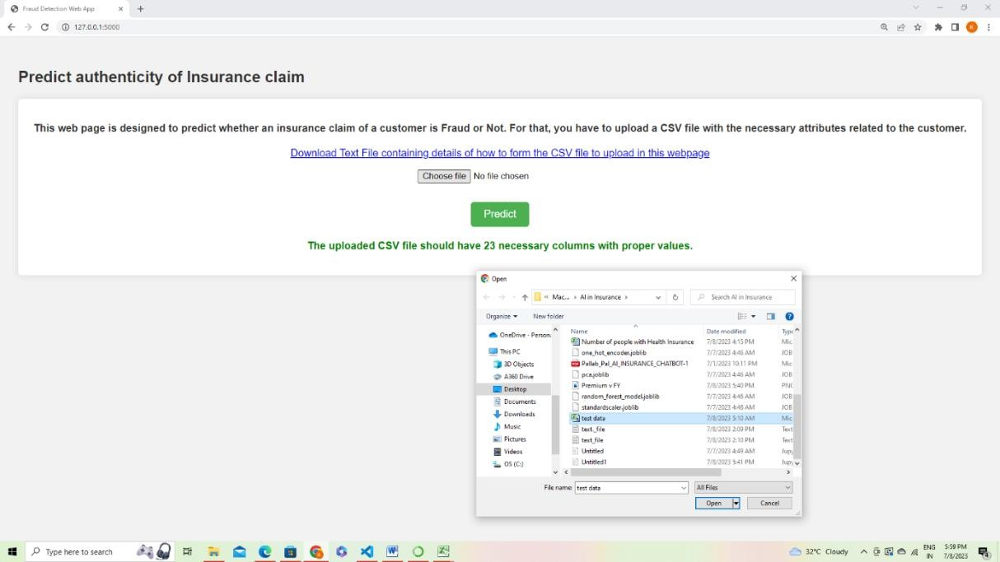 Fraud Detection Web App
127.0.0.1:5000
K
Predict authenticity of Insurance claim
This web page is designed to predict whether an insurance claim of a customer is Fraud or Not. For that, you have to upload a CSV file with the necessary attributes related to the customer.
Download Text File containing details of how to form the CSV file to upload in this webpage
Choose file No file chosen
Predict
The uploaded CSV file should have 23 necessary columns with proper values.
Open
« Mac... › AI in Insurance ›
Search AI in Insurance
Organize New folder
Name Date modified Type
OneDrive - Person
This PC
3D Objects
A360 Drive
Desktop
Documents
Downloads
Music
Pictures
Videos
OS (C:)
Number of people with Health Insurance 7/8/2023 4:15 PM Mic
one_hot_encoder.joblib 7/7/2023 4:46 AM JOB
Pallab_Pal_AI_INSURANCE_CHATBOT-1 7/1/2023 10:11 PM Mic
pca.joblib 7/7/2023 4:46 AM JOB
Premium v FY 7/8/2023 5:40 PM PNG
random_forest_model.joblib 7/7/2023 4:46 AM JOB
standardscaler.joblib 7/7/2023 4:46 AM JOB
test data 7/8/2023 5:10 AM Mic
text._file 7/8/2023 2:09 PM Text
text_file 7/8/2023 2:10 PM Text
Untitled 7/7/2023 4:49 AM Jup
Untitled1 7/8/2023 5:41 PM Jup
File name: test data All Files
Open Cancel
Type here to search
32°C Cloudy
ENG
IN
5:59 PM
7/8/2023
4